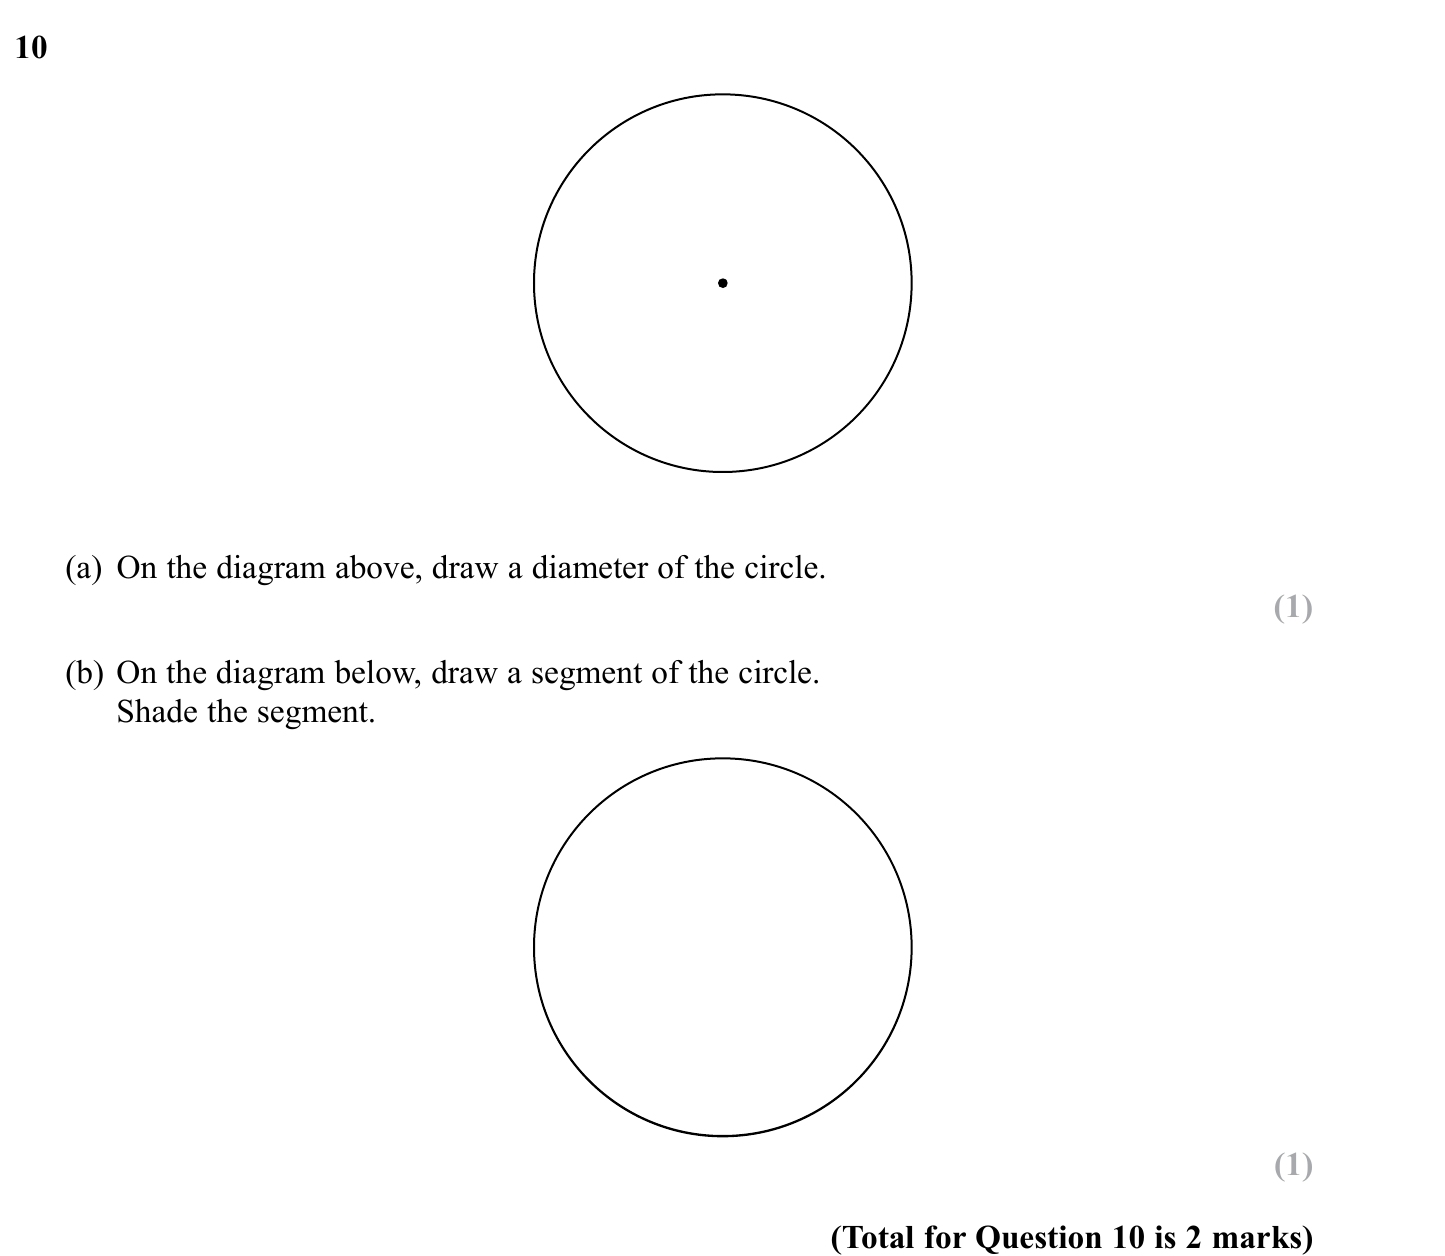 10
(a) On the diagram above, draw a diameter of the circle.
(1)
(b) On the diagram below, draw a segment of the circle.
Shade the segment.
(1)
(Total for Question 10 is 2 marks)